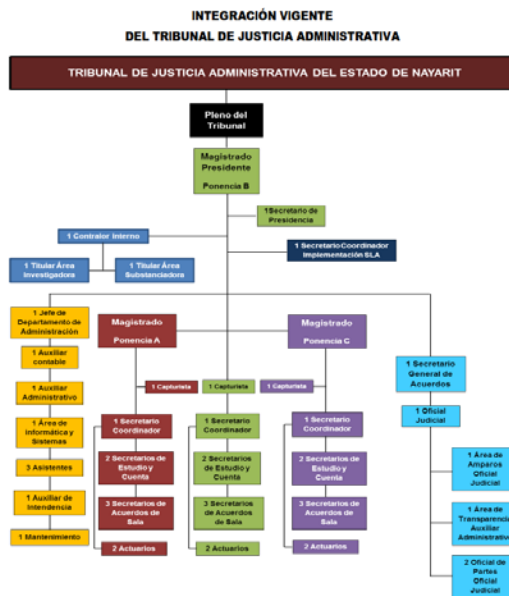 INTEGRACIÓN VIGENTE
DEL TRIBUNAL DE JUSTICIA ADMINISTRATIVA
TRIBUNAL DE JUSTICIA ADMINISTRATIVA DEL ESTADO DE NAYARIT
Pleno del
Tribunal
Magistrado
Presidente
Ponencia B
1Secretario de
Presidencia
1 Contralor Interno
1 Secretario Coordinador
Implementación SLA
1 Titular Área
Investigadora
1 Titular Área
Substanciadora
1 Jefe de
Departamento de
Administración
1 Auxiliar
contable
1 Auxiliar
Administrativo
1 Área de
Informática y
Sistemas
3 Asistentes
1 Auxiliar de
Intendencia
1 Mantenimiento
Magistrado
Ponencia A
1 Capturista
1 Secretario
Coordinador
2 Secretarios de
Estudio y
Cuenta
3 Secretarios de
Acuerdos de
Sala
2 Actuarios
1 Capturista
1 Secretario
Coordinador
2 Secretarios
de Estudio y
Cuenta
3 Secretarios
de Acuerdos
de Sala
2 Actuarios
Magistrado
Ponencia C
1 Capturista
1 Secretario
Coordinador
2 Secretarios de
Estudio y
Cuenta
3 Secretarios de
Acuerdos de
Sala
2 Actuarios
1 Secretario
General de
Acuerdos
1 Oficial
Judicial
1 Área de
Amparos
Oficial
Judicial
1 Área de
Transparencia
Auxiliar
Administrativo
2 Oficial de
Partes Oficial
Judicial